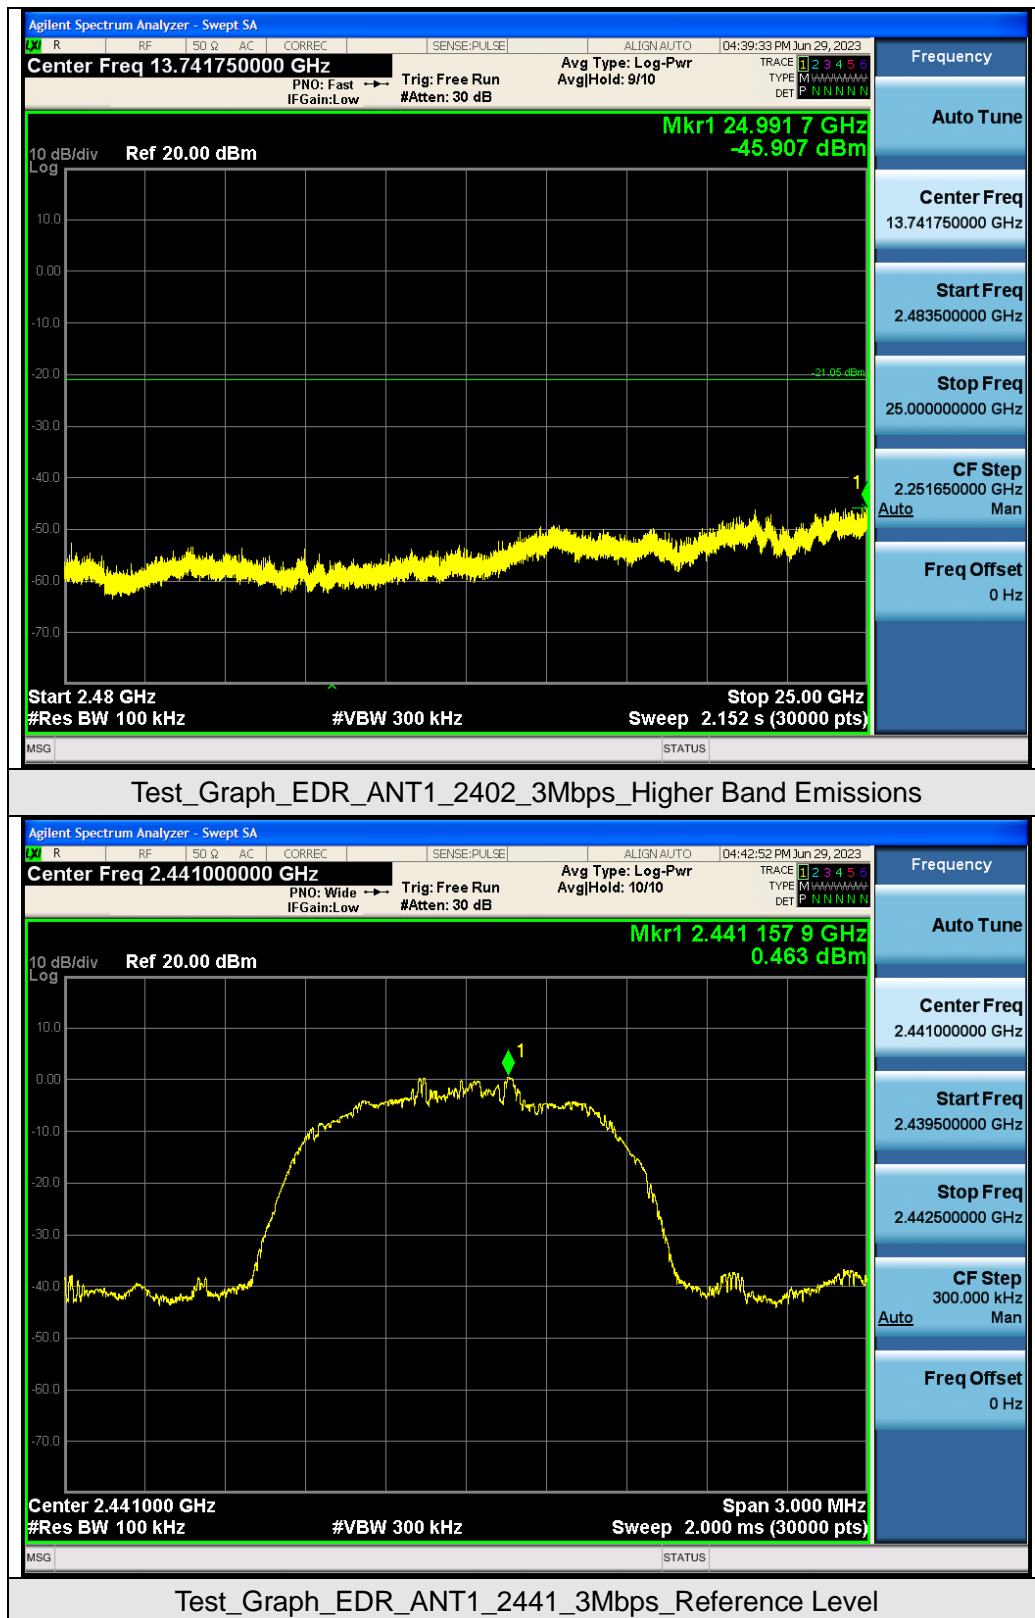 Agilent Spectrum Analyzer - Swept SA
LXI R RF 50 Ω AC CORREC SENSE:PULSE ALIGN AUTO 04:39:33 PM Jun 29, 2023
Center Freq 13.741750000 GHz
PNO: Fast
IFGain:Low
Trig: Free Run
#Atten: 30 dB
Avg Type: Log-Pwr
Avg|Hold: 9/10
TRACE 1 2 3 4 5 6
TYPE M WWWWW
DET P N N N N N
Mkr1 24.991 7 GHz
-45.907 dBm
10 dB/div
Log
Ref 20.00 dBm
10.0
0.00
-10.0
-20.0
-21.05 dBm
-30.0
-40.0
1
-50.0
-60.0
-70.0
Start 2.48 GHz
Stop 25.00 GHz
#Res BW 100 kHz
#VBW 300 kHz
Sweep 2.152 s (30000 pts)
MSG
STATUS
Frequency
Auto Tune
Center Freq
13.741750000 GHz
Start Freq
2.483500000 GHz
Stop Freq
25.000000000 GHz
CF Step
2.251650000 GHz
Auto Man
Freq Offset
0 Hz
Test_Graph_EDR_ANT1_2402_3Mbps_Higher Band Emissions
Agilent Spectrum Analyzer - Swept SA
LXI R RF 50 Ω AC CORREC SENSE:PULSE ALIGN AUTO 04:42:52 PM Jun 29, 2023
Center Freq 2.441000000 GHz
PNO: Wide
IFGain:Low
Trig: Free Run
#Atten: 30 dB
Avg Type: Log-Pwr
Avg|Hold: 10/10
TRACE 1 2 3 4 5 6
TYPE M WWWWW
DET P N N N N N
Mkr1 2.441 157 9 GHz
0.463 dBm
10 dB/div
Log
Ref 20.00 dBm
10.0
1
0.00
-10.0
-20.0
-30.0
-40.0
-50.0
-60.0
-70.0
Center 2.441000 GHz
Span 3.000 MHz
#Res BW 100 kHz
#VBW 300 kHz
Sweep 2.000 ms (30000 pts)
MSG
STATUS
Frequency
Auto Tune
Center Freq
2.441000000 GHz
Start Freq
2.439500000 GHz
Stop Freq
2.442500000 GHz
CF Step
300.000 kHz
Auto Man
Freq Offset
0 Hz
Test_Graph_EDR_ANT1_2441_3Mbps_Reference Level